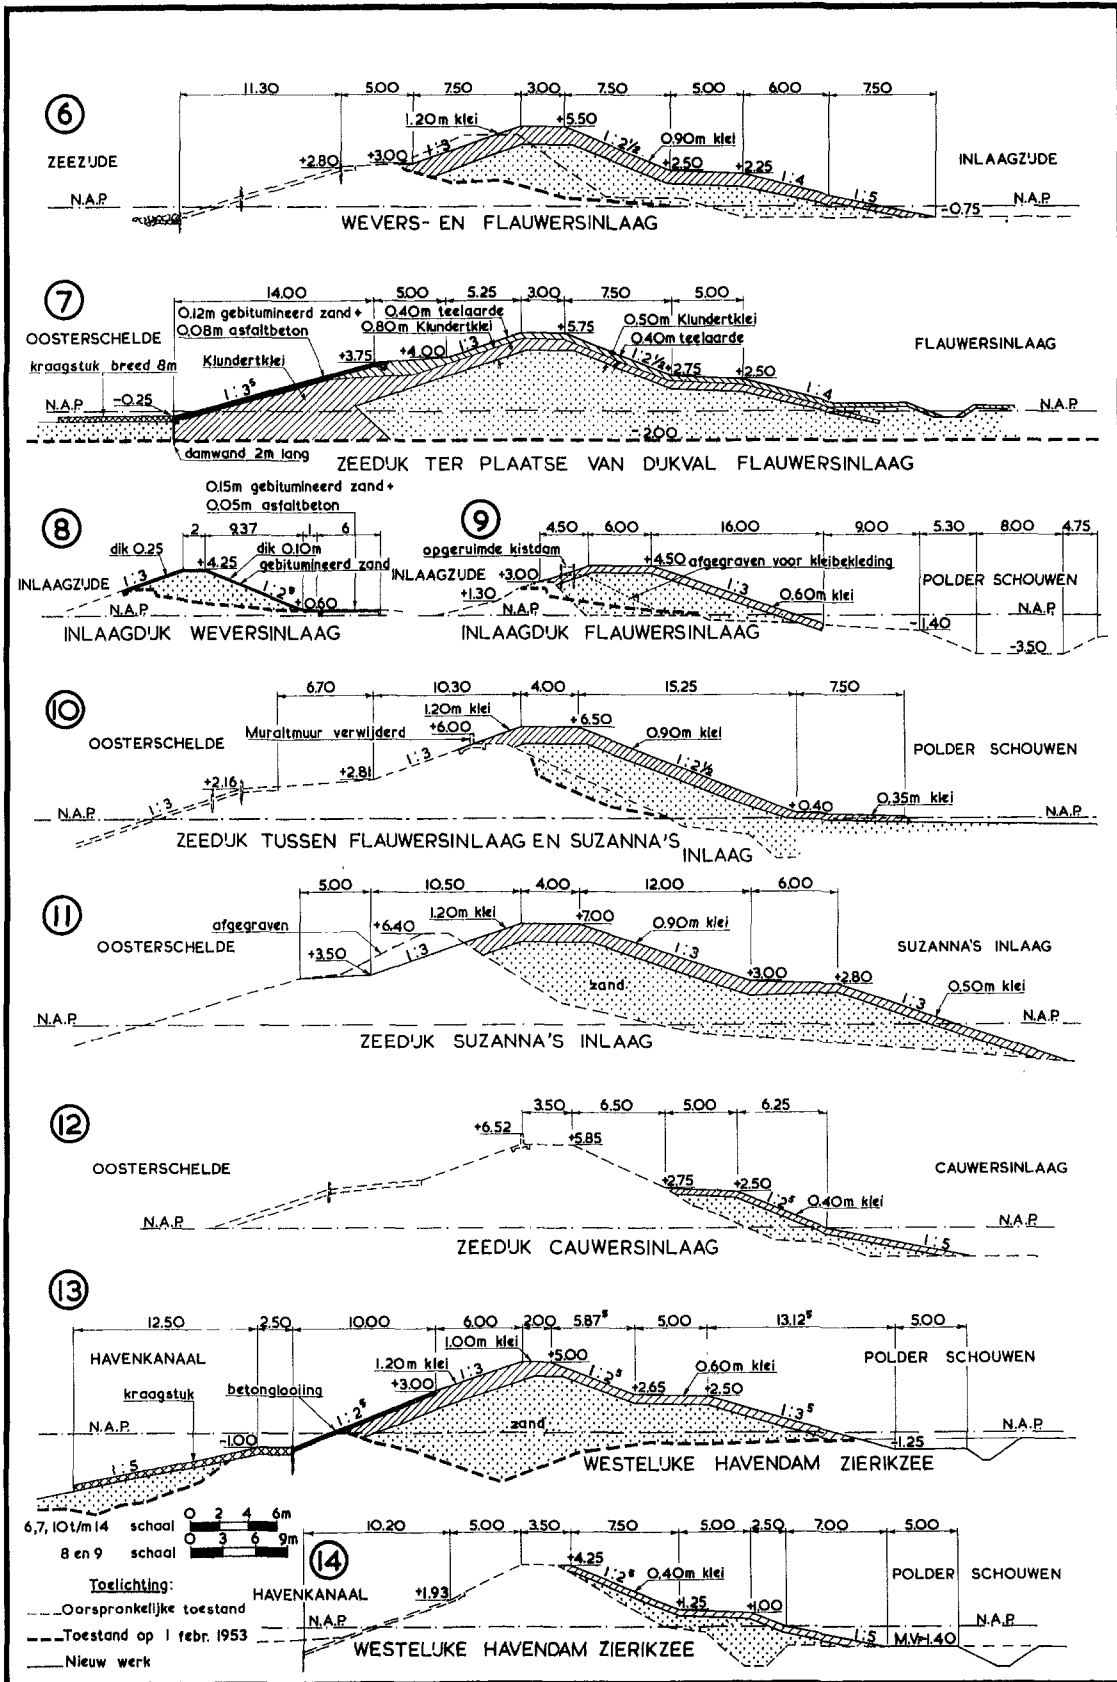 6
11.30 5.00 7.50 3.00 7.50 5.00 6.00 7.50
1.20m klei +5.50 0.90m klei
ZEEZIJDE +2.80 +3.00 1:3 1:2½ +2.50 +2.25 1:4 1:5 INLAAGZIJDE
N.A.P. N.A.P. -0.75
WEVERS- EN FLAUWERSINLAAG
7
14.00 5.00 5.25 3.00 7.50 5.00
0.12m gebitumineerd zand + 0.40m teelaarde +5.75 0.50m Klundertklei
OOSTERSCHELDE 0.08m asfaltbeton 0.80m Klundertklei 0.40m teelaarde FLAUWERSINLAAG
kraagstuk breed 8m Klundertklei +3.75 +4.00 1:3 1:2½ +2.75 +2.50
N.A.P. -0.25 1:3⁵ 1:4 N.A.P.
-2.00
damwand 2m lang
ZEEDIJK TER PLAATSE VAN DIJKVAL FLAUWERSINLAAG
8
0.15m gebitumineerd zand +
0.05m asfaltbeton
2 9.37 1 6
dik 0.25 +4.25 dik 0.10m
gebitumineerd zand
INLAAGZIJDE 1:3 1:2⁵
N.A.P. +0.60
INLAAGDIJK WEVERSINLAAG
9
4.50 6.00 16.00 9.00 5.30 8.00 4.75
opgeruimde kistdam +4.50 afgegraven voor kleibekleding
INLAAGZIJDE +3.00 1:3 POLDER SCHOUWEN
+1.30 0.60m klei
N.A.P. N.A.P.
-1.40
-3.50
INLAAGDIJK FLAUWERSINLAAG
10
6.70 10.30 4.00 15.25 7.50
1.20m klei +6.50
OOSTERSCHELDE Muraltmuur verwijderd +6.00 0.90m klei POLDER SCHOUWEN
+2.16 +2.81 1:3 1:2½
N.A.P. 1:3 +0.40 0.35m klei N.A.P.
ZEEDIJK TUSSEN FLAUWERSINLAAG EN SUZANNA'S
INLAAG
11
5.00 10.50 4.00 12.00 6.00
afgegraven +6.40 1.20m klei +7.00 0.90m klei
OOSTERSCHELDE +3.50 1:3 1:3 SUZANNA'S INLAAG
zand +3.00 +2.80 1:3 0.50m klei
N.A.P. N.A.P.
ZEEDIJK SUZANNA'S INLAAG
12
3.50 6.50 5.00 6.25
+6.52 +5.85
OOSTERSCHELDE CAUWERSINLAAG
+2.75 +2.50 1:2⁵ 0.40m klei
N.A.P. 1:5 N.A.P.
ZEEDIJK CAUWERSINLAAG
13
12.50 2.50 10.00 6.00 2.00 5.87⁵ 5.00 13.12⁵ 5.00
HAVENKANAAL 1.00m klei POLDER SCHOUWEN
1.20m klei 1:3 +5.00 1:2⁵ 0.60m klei
kraagstuk betonglooiing +3.00 +2.65 +2.50
N.A.P. 1:2⁵ zand 1:3⁵ N.A.P.
-1.00 -1.25
1:5
WESTELIJKE HAVENDAM ZIERIKZEE
6,7, 10 t/m 14 schaal 0 2 4 6m
8 en 9 schaal 0 3 6 9m
Toelichting:
Oorspronkelijke toestand
Toestand op 1 febr. 1953
Nieuw werk
14
10.20 5.00 3.50 7.50 5.00 2.50 7.00 5.00
+4.25
HAVENKANAAL +1.93 1:2⁵ 0.40m klei POLDER SCHOUWEN
+1.25 +1.00
N.A.P. 1:5 M.V.-1.40 N.A.P.
WESTELIJKE HAVENDAM ZIERIKZEE